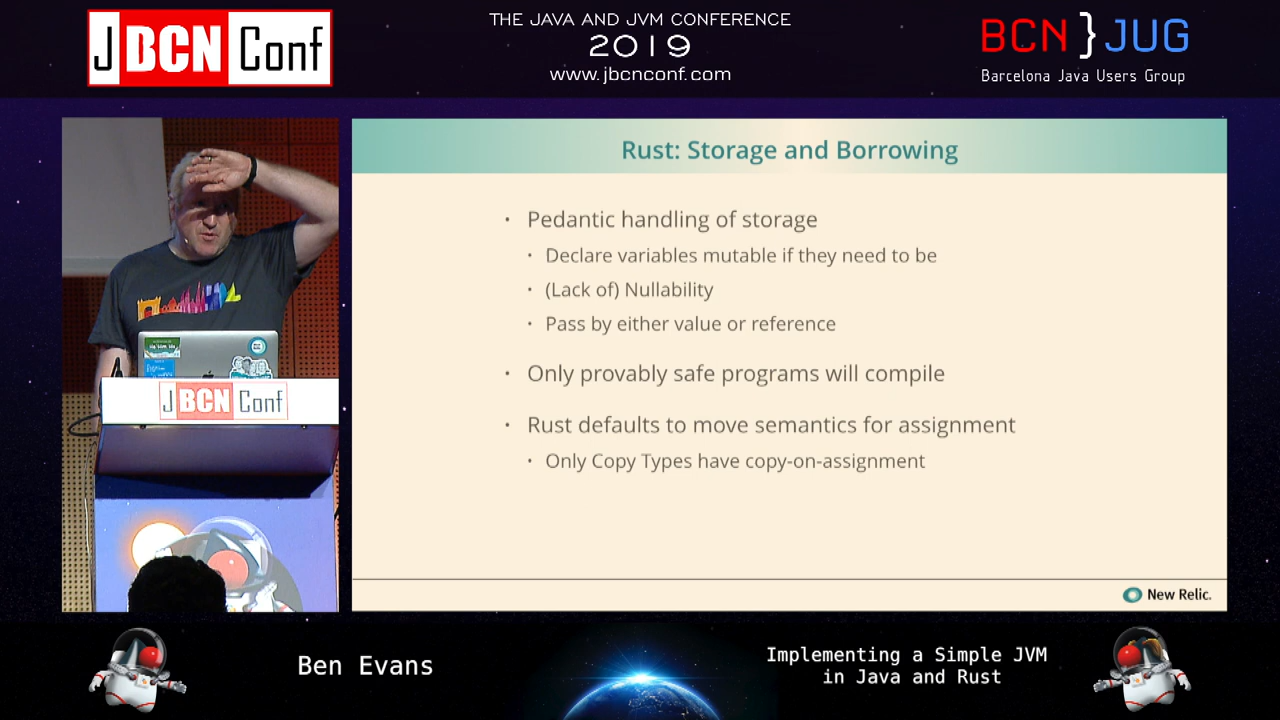 JBCNConf
THE JAVA AND JVM CONFERENCE
2019
www.jbcnconf.com
BCN}JUG
Barcelona Java Users Group
Rust: Storage and Borrowing
• Pedantic handling of storage
• Declare variables mutable if they need to be
• (Lack of) Nullability
• Pass by either value or reference
• Only provably safe programs will compile
• Rust defaults to move semantics for assignment
• Only Copy Types have copy-on-assignment
New Relic.
JBCNConf
Ben Evans
Implementing a Simple JVM
in Java and Rust